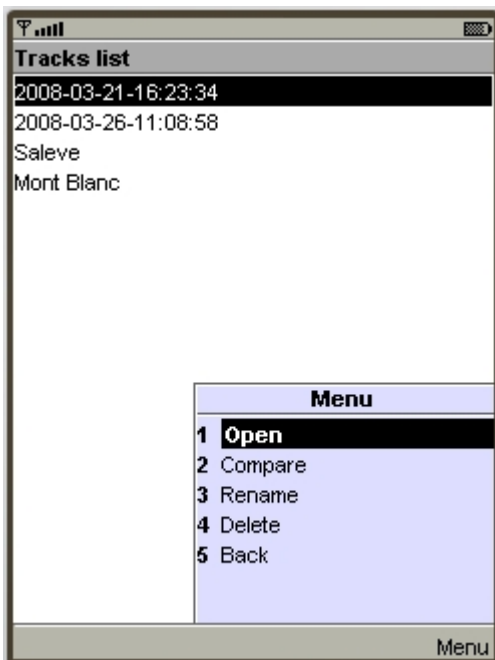 Tracks list
2008-03-21-16:23:34
2008-03-26-11:08:58
Saleve
Mont Blanc
Menu
1 Open
2 Compare
3 Rename
4 Delete
5 Back
Menu